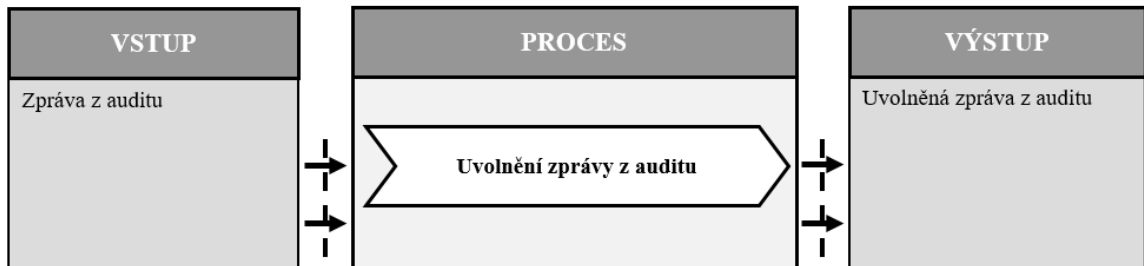 VSTUP
PROCES
VÝSTUP
Zpráva z auditu
Uvolnění zprávy z auditu
Uvolněná zpráva z auditu